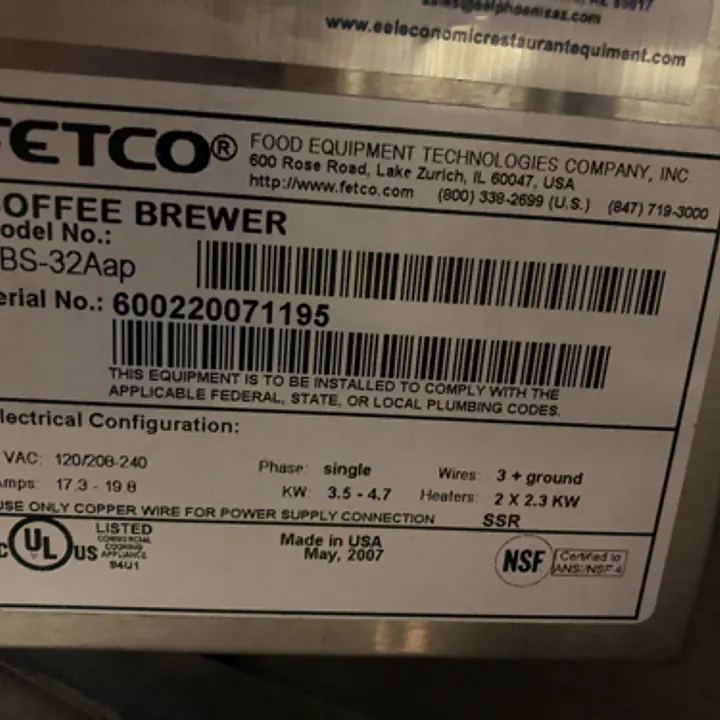 www.eeleconomicrestaurantequiment.com
FETCO®
FOOD EQUIPMENT TECHNOLOGIES COMPANY, INC.
600 Rose Road, Lake Zurich, IL 60047, USA
http://www.fetco.com (800) 338-2699 (U.S.) (847) 719-3000
OFFEE BREWER
odel No.:
BS-32Aap
erial No.: 600220071195
THIS EQUIPMENT IS TO BE INSTALLED TO COMPLY WITH THE
APPLICABLE FEDERAL, STATE, OR LOCAL PLUMBING CODES.
lectrical Configuration:
VAC: 120/208-240 Phase: single Wires: 3 + ground
mps: 17.3 - 19.8 KW: 3.5 - 4.7 Heaters: 2 X 2.3 KW
USE ONLY COPPER WIRE FOR POWER SUPPLY CONNECTION SSR
c UL US
LISTED
COMMERCIAL
COOKING
APPLIANCE
94U1
Made in USA
May, 2007
NSF
Certified to
ANSI/NSF 4